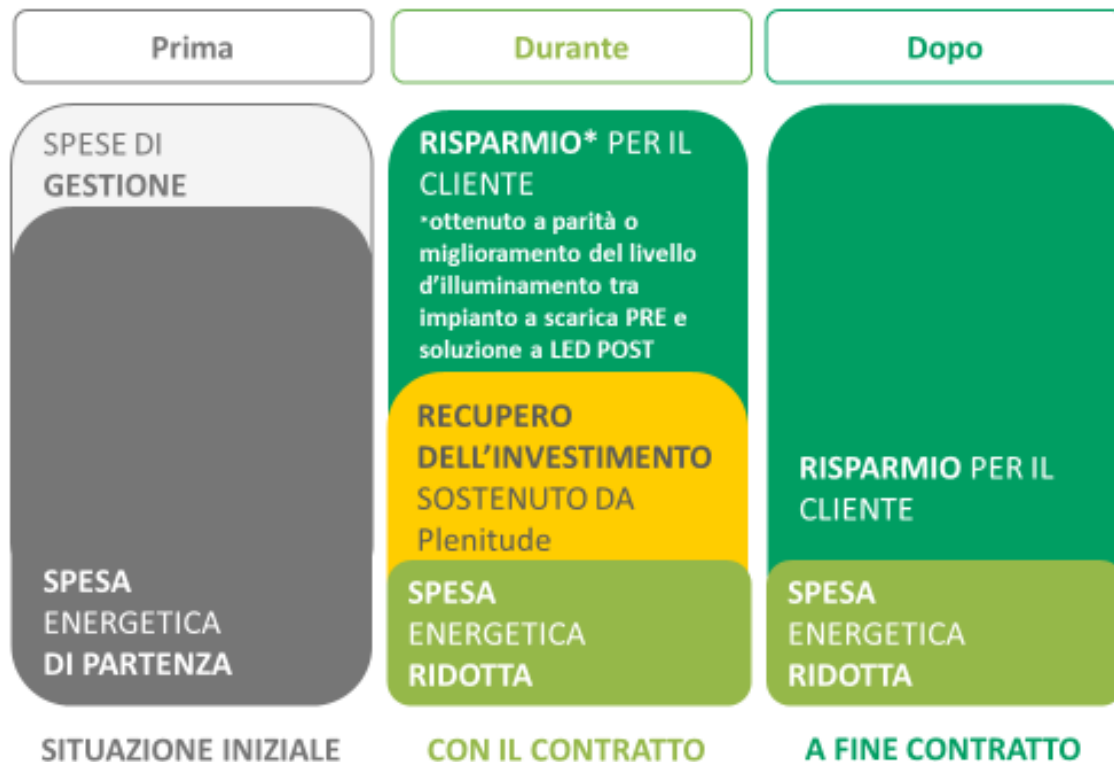 Prima
Durante
Dopo
SPESE DI
GESTIONE
SPESA
ENERGETICA
DI PARTENZA
RISPARMIO* PER IL
CLIENTE
*ottenuto a parità o
miglioramento del livello
d’illuminamento tra
impianto a scarica PRE e
soluzione a LED POST
RECUPERO
DELL’INVESTIMENTO
SOSTENUTO DA
Plenitude
SPESA
ENERGETICA
RIDOTTA
RISPARMIO PER IL
CLIENTE
SPESA
ENERGETICA
RIDOTTA
SITUAZIONE INIZIALE
CON IL CONTRATTO
A FINE CONTRATTO